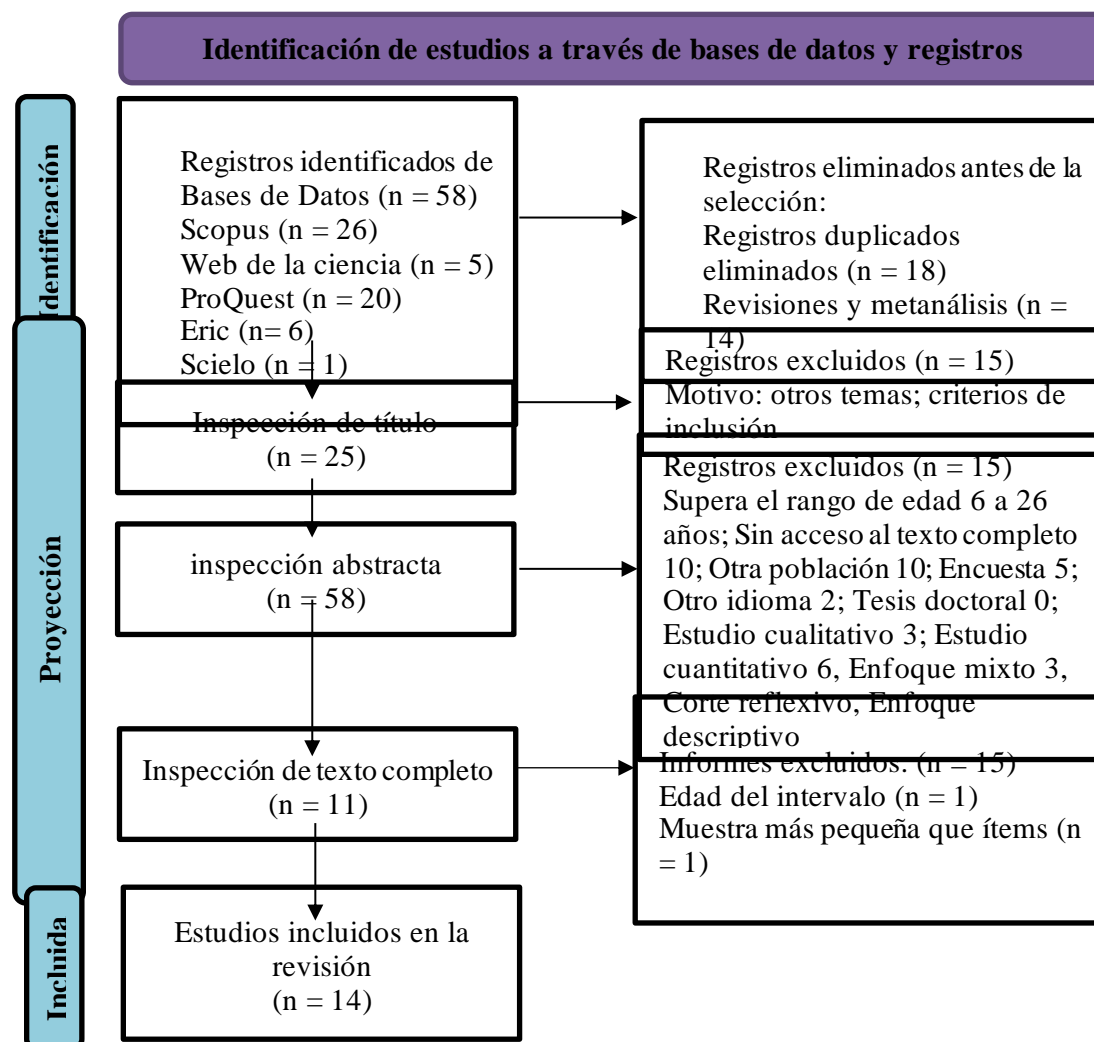 Identificación de estudios a través de bases de datos y registros
Identificación
Registros identificados de
Bases de Datos (n = 58)
Scopus (n = 26)
Web de la ciencia (n = 5)
ProQuest (n = 20)
Eric (n= 6)
Scielo (n = 1)
Registros eliminados antes de la
selección:
Registros duplicados
eliminados (n = 18)
Revisiones y metanálisis (n =
14)
Proyección
Inspección de título
(n = 25)
Registros excluidos (n = 15)
Motivo: otros temas; criterios de
inclusión
inspección abstracta
(n = 58)
Registros excluidos (n = 15)
Supera el rango de edad 6 a 26
años; Sin acceso al texto completo
10; Otra población 10; Encuesta 5;
Otro idioma 2; Tesis doctoral 0;
Estudio cualitativo 3; Estudio
cuantitativo 6, Enfoque mixto 3,
Corte reflexivo, Enfoque
descriptivo
Inspección de texto completo
(n = 11)
Informes excluidos: (n = 15)
Edad del intervalo (n = 1)
Muestra más pequeña que ítems (n
= 1)
Incluida
Estudios incluidos en la
revisión
(n = 14)